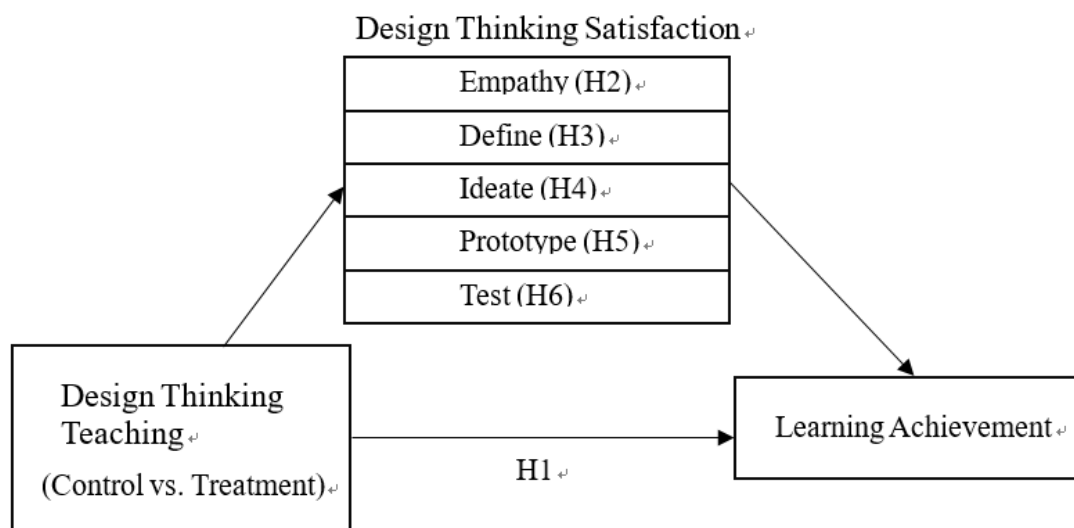 Design Thinking Satisfaction
Empathy (H2)
Define (H3)
Ideate (H4)
Prototype (H5)
Test (H6)
Design Thinking
Teaching
(Control vs. Treatment)
H1
Learning Achievement